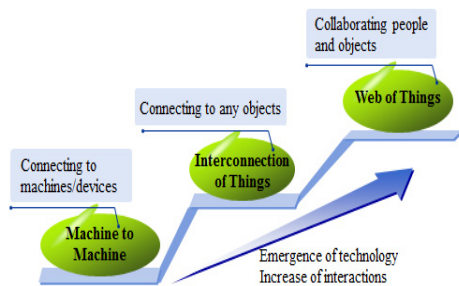 Collaborating people
and objects
Web of Things
Connecting to any objects
Interconnection
of Things
Connecting to
machines/devices
Machine to
Machine
Emergence of technology
Increase of interactions